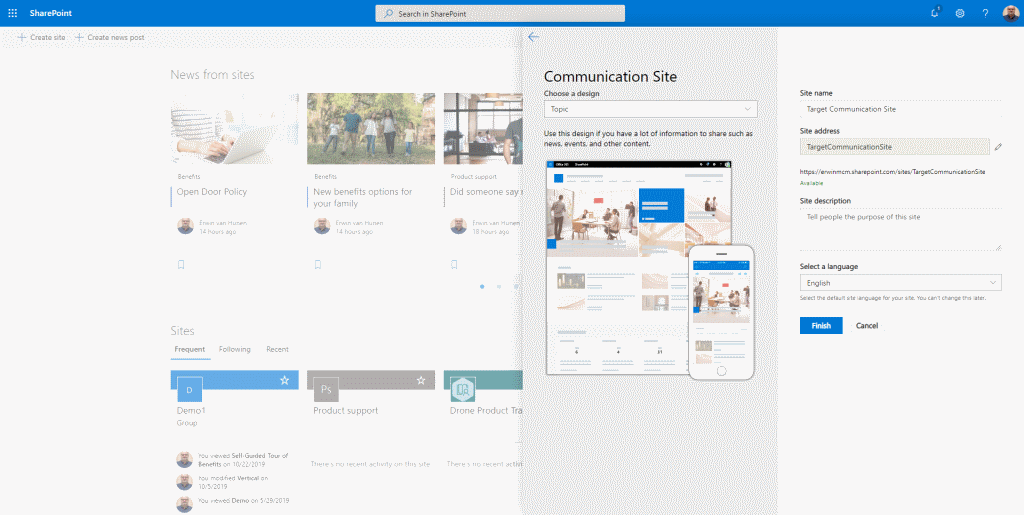 SharePoint
Search in SharePoint
1
?
Create site
Create news post
News from sites
Benefits
Open Door Policy
Erwin van Hunen
14 hours ago
Benefits
New benefits options for
your family
Erwin van Hunen
14 hours ago
Product support
Did someone say
Erwin van Hunen
18 hours ago
Sites
Frequent
Following
Recent
D
Demo1
Group
You viewed Self-Guided Tour of
Benefits on 10/22/2019
You modified Vertical on
10/5/2019
You viewed Demo on 5/29/2019
Ps
Product support
There's no recent activity on this site
Drone Product Tra
There's no recent activ
Communication Site
Choose a design
Topic
Use this design if you have a lot of information to share such as
news, events, and other content.
Office 365
SharePoint
6
4
31
Site name
Target Communication Site
Site address
TargetCommunicationSite
https://erwinmcm.sharepoint.com/sites/TargetCommunicationSite
Available
Site description
Tell people the purpose of this site
Select a language
English
Select the default site language for your site. You can't change this later.
Finish
Cancel